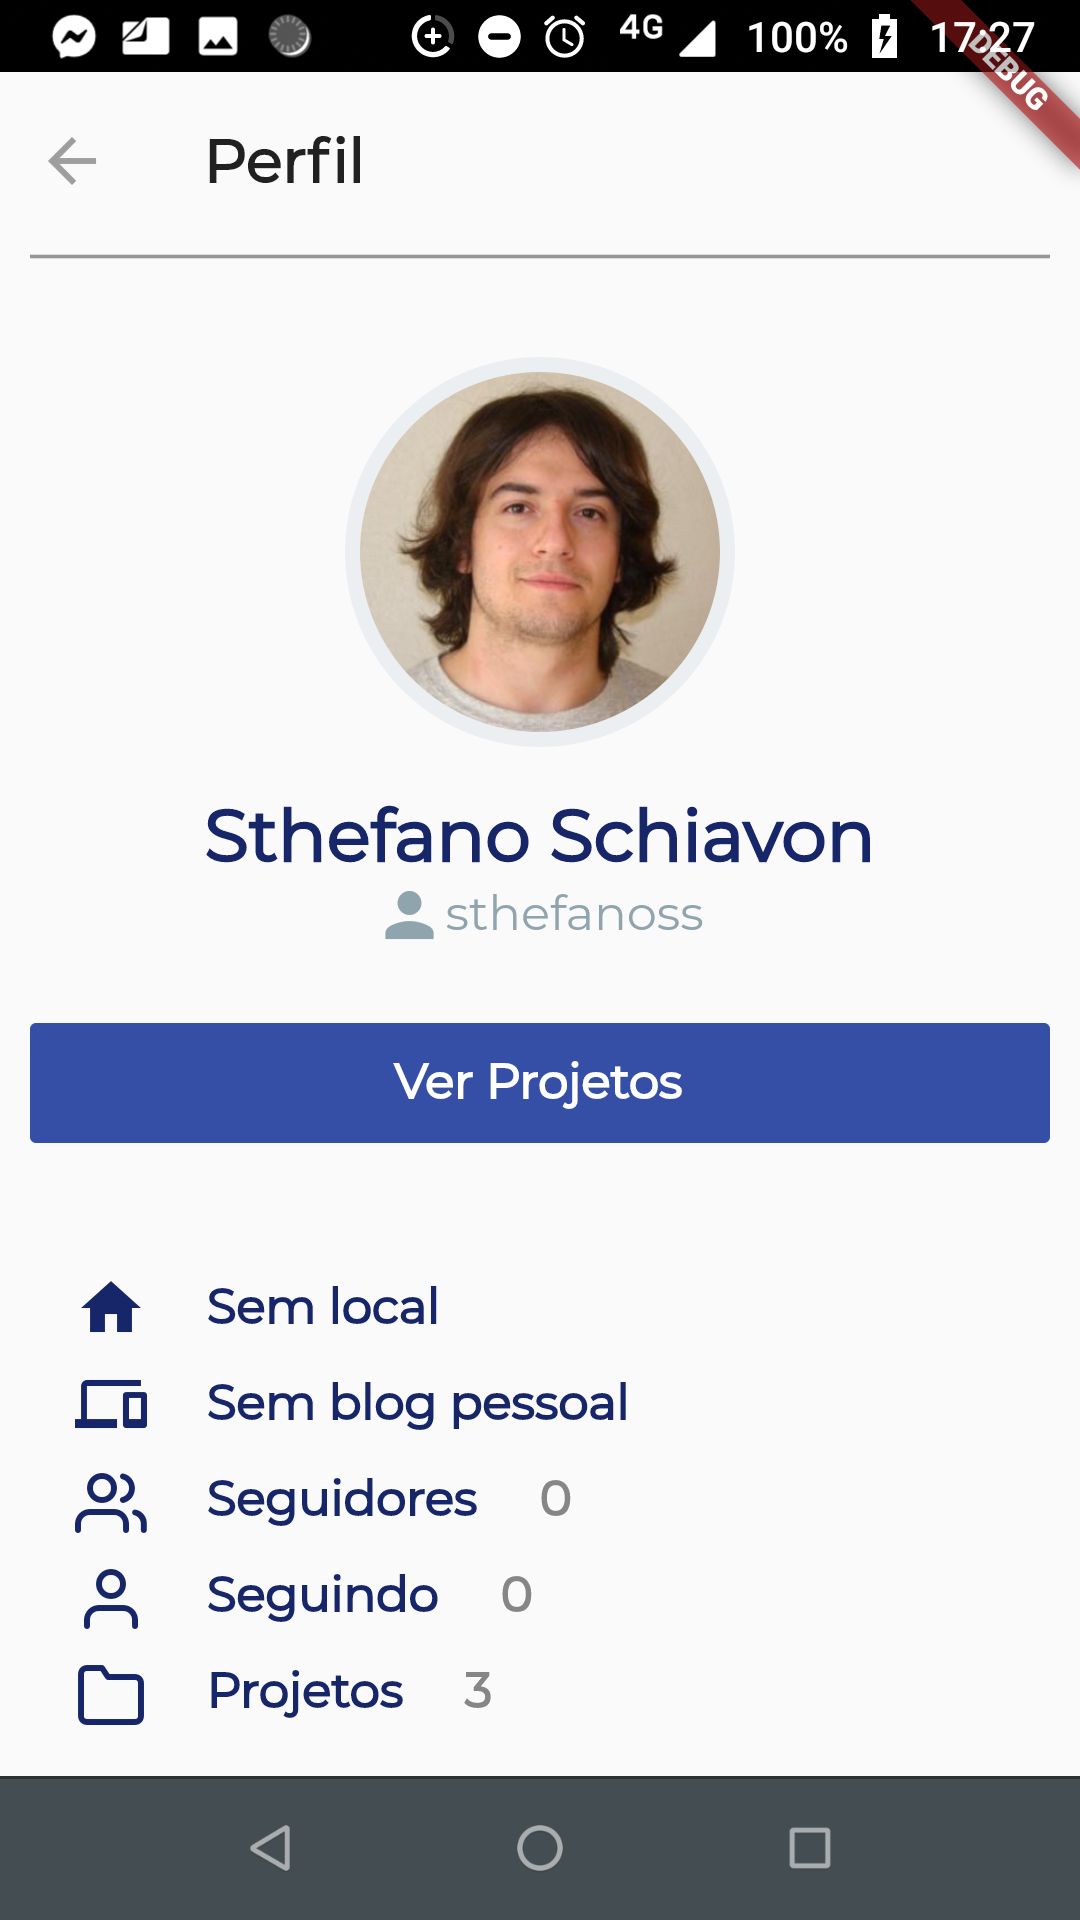 4G 100% 17:27
DEBUG
Perfil
Sthefano Schiavon
sthefanoss
Ver Projetos
Sem local
Sem blog pessoal
Seguidores 0
Seguindo 0
Projetos 3